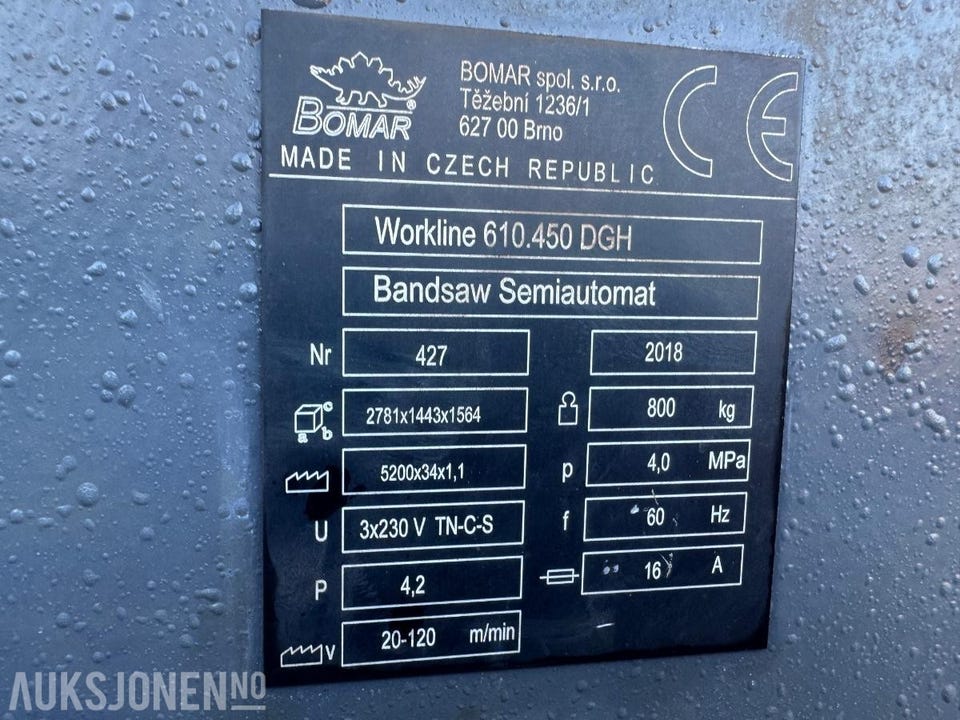 BOMAR®
BOMAR spol. s.r.o.
Těžební 1236/1
627 00 Brno
CE
MADE IN CZECH REPUBLIC
Workline 610.450 DGH
Bandsaw Semiautomat
Nr 427 2018
a b c 2781x1443x1564 800 kg
5200x34x1,1 p 4,0 MPa
U 3x230 V TN-C-S f 60 Hz
P 4,2 16 A
V 20-120 m/min
AUKSJONEN.NO